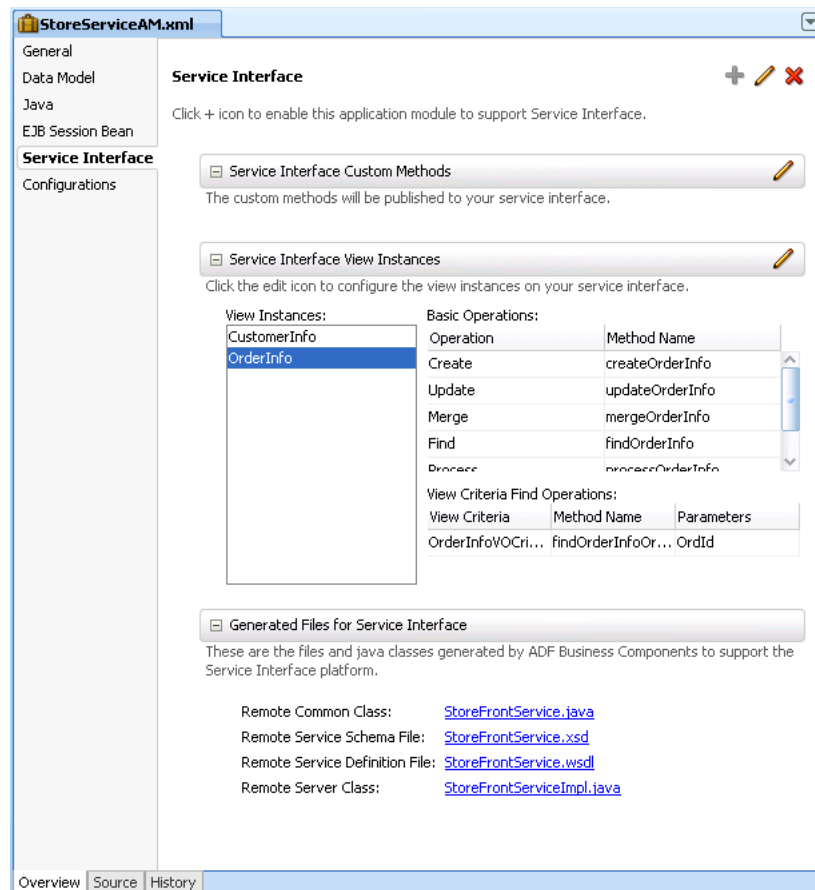 StoreServiceAM.xml
General
Data Model
Java
EJB Session Bean
Service Interface
Configurations
Service Interface
Click + icon to enable this application module to support Service Interface.
Service Interface Custom Methods
The custom methods will be published to your service interface.
Service Interface View Instances
Click the edit icon to configure the view instances on your service interface.
View Instances:
CustomerInfo
OrderInfo
Basic Operations:
Operation Method Name
Create createOrderInfo
Update updateOrderInfo
Merge mergeOrderInfo
Find findOrderInfo
Process processOrderInfo
View Criteria Find Operations:
View Criteria Method Name Parameters
OrderInfoVOCri... findOrderInfoOr... OrdId
Generated Files for Service Interface
These are the files and java classes generated by ADF Business Components to support the
Service Interface platform.
Remote Common Class: StoreFrontService.java
Remote Service Schema File: StoreFrontService.xsd
Remote Service Definition File: StoreFrontService.wsdl
Remote Server Class: StoreFrontServiceImpl.java
Overview Source History